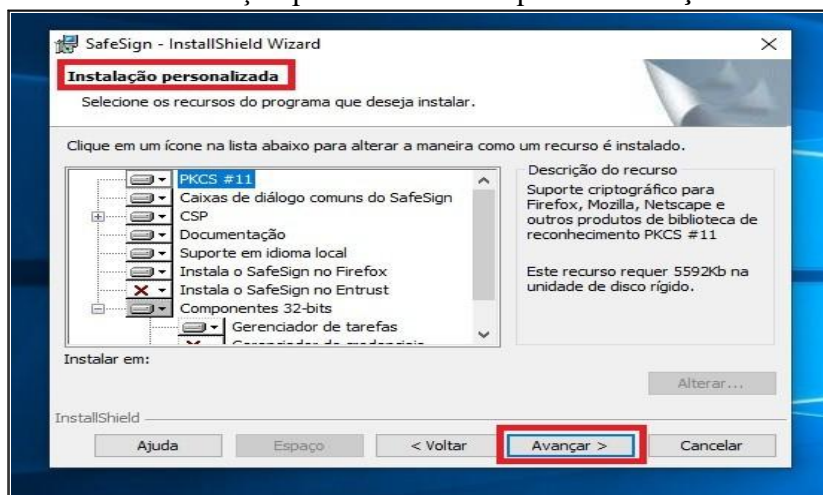 SafeSign - InstallShield Wizard
Instalação personalizada
Selecione os recursos do programa que deseja instalar.
Clique em um ícone na lista abaixo para alterar a maneira como um recurso é instalado.
PKCS #11
Caixas de diálogo comuns do SafeSign
CSP
Documentação
Suporte em idioma local
Instala o SafeSign no Firefox
Instala o SafeSign no Entrust
Componentes 32-bits
Gerenciador de tarefas
Descrição do recurso
Suporte criptográfico para
Firefox, Mozilla, Netscape e
outros produtos de biblioteca de
reconhecimento PKCS #11
Este recurso requer 5592Kb na
unidade de disco rígido.
Instalar em:
Alterar...
InstallShield
Ajuda
Espaço
< Voltar
Avançar >
Cancelar